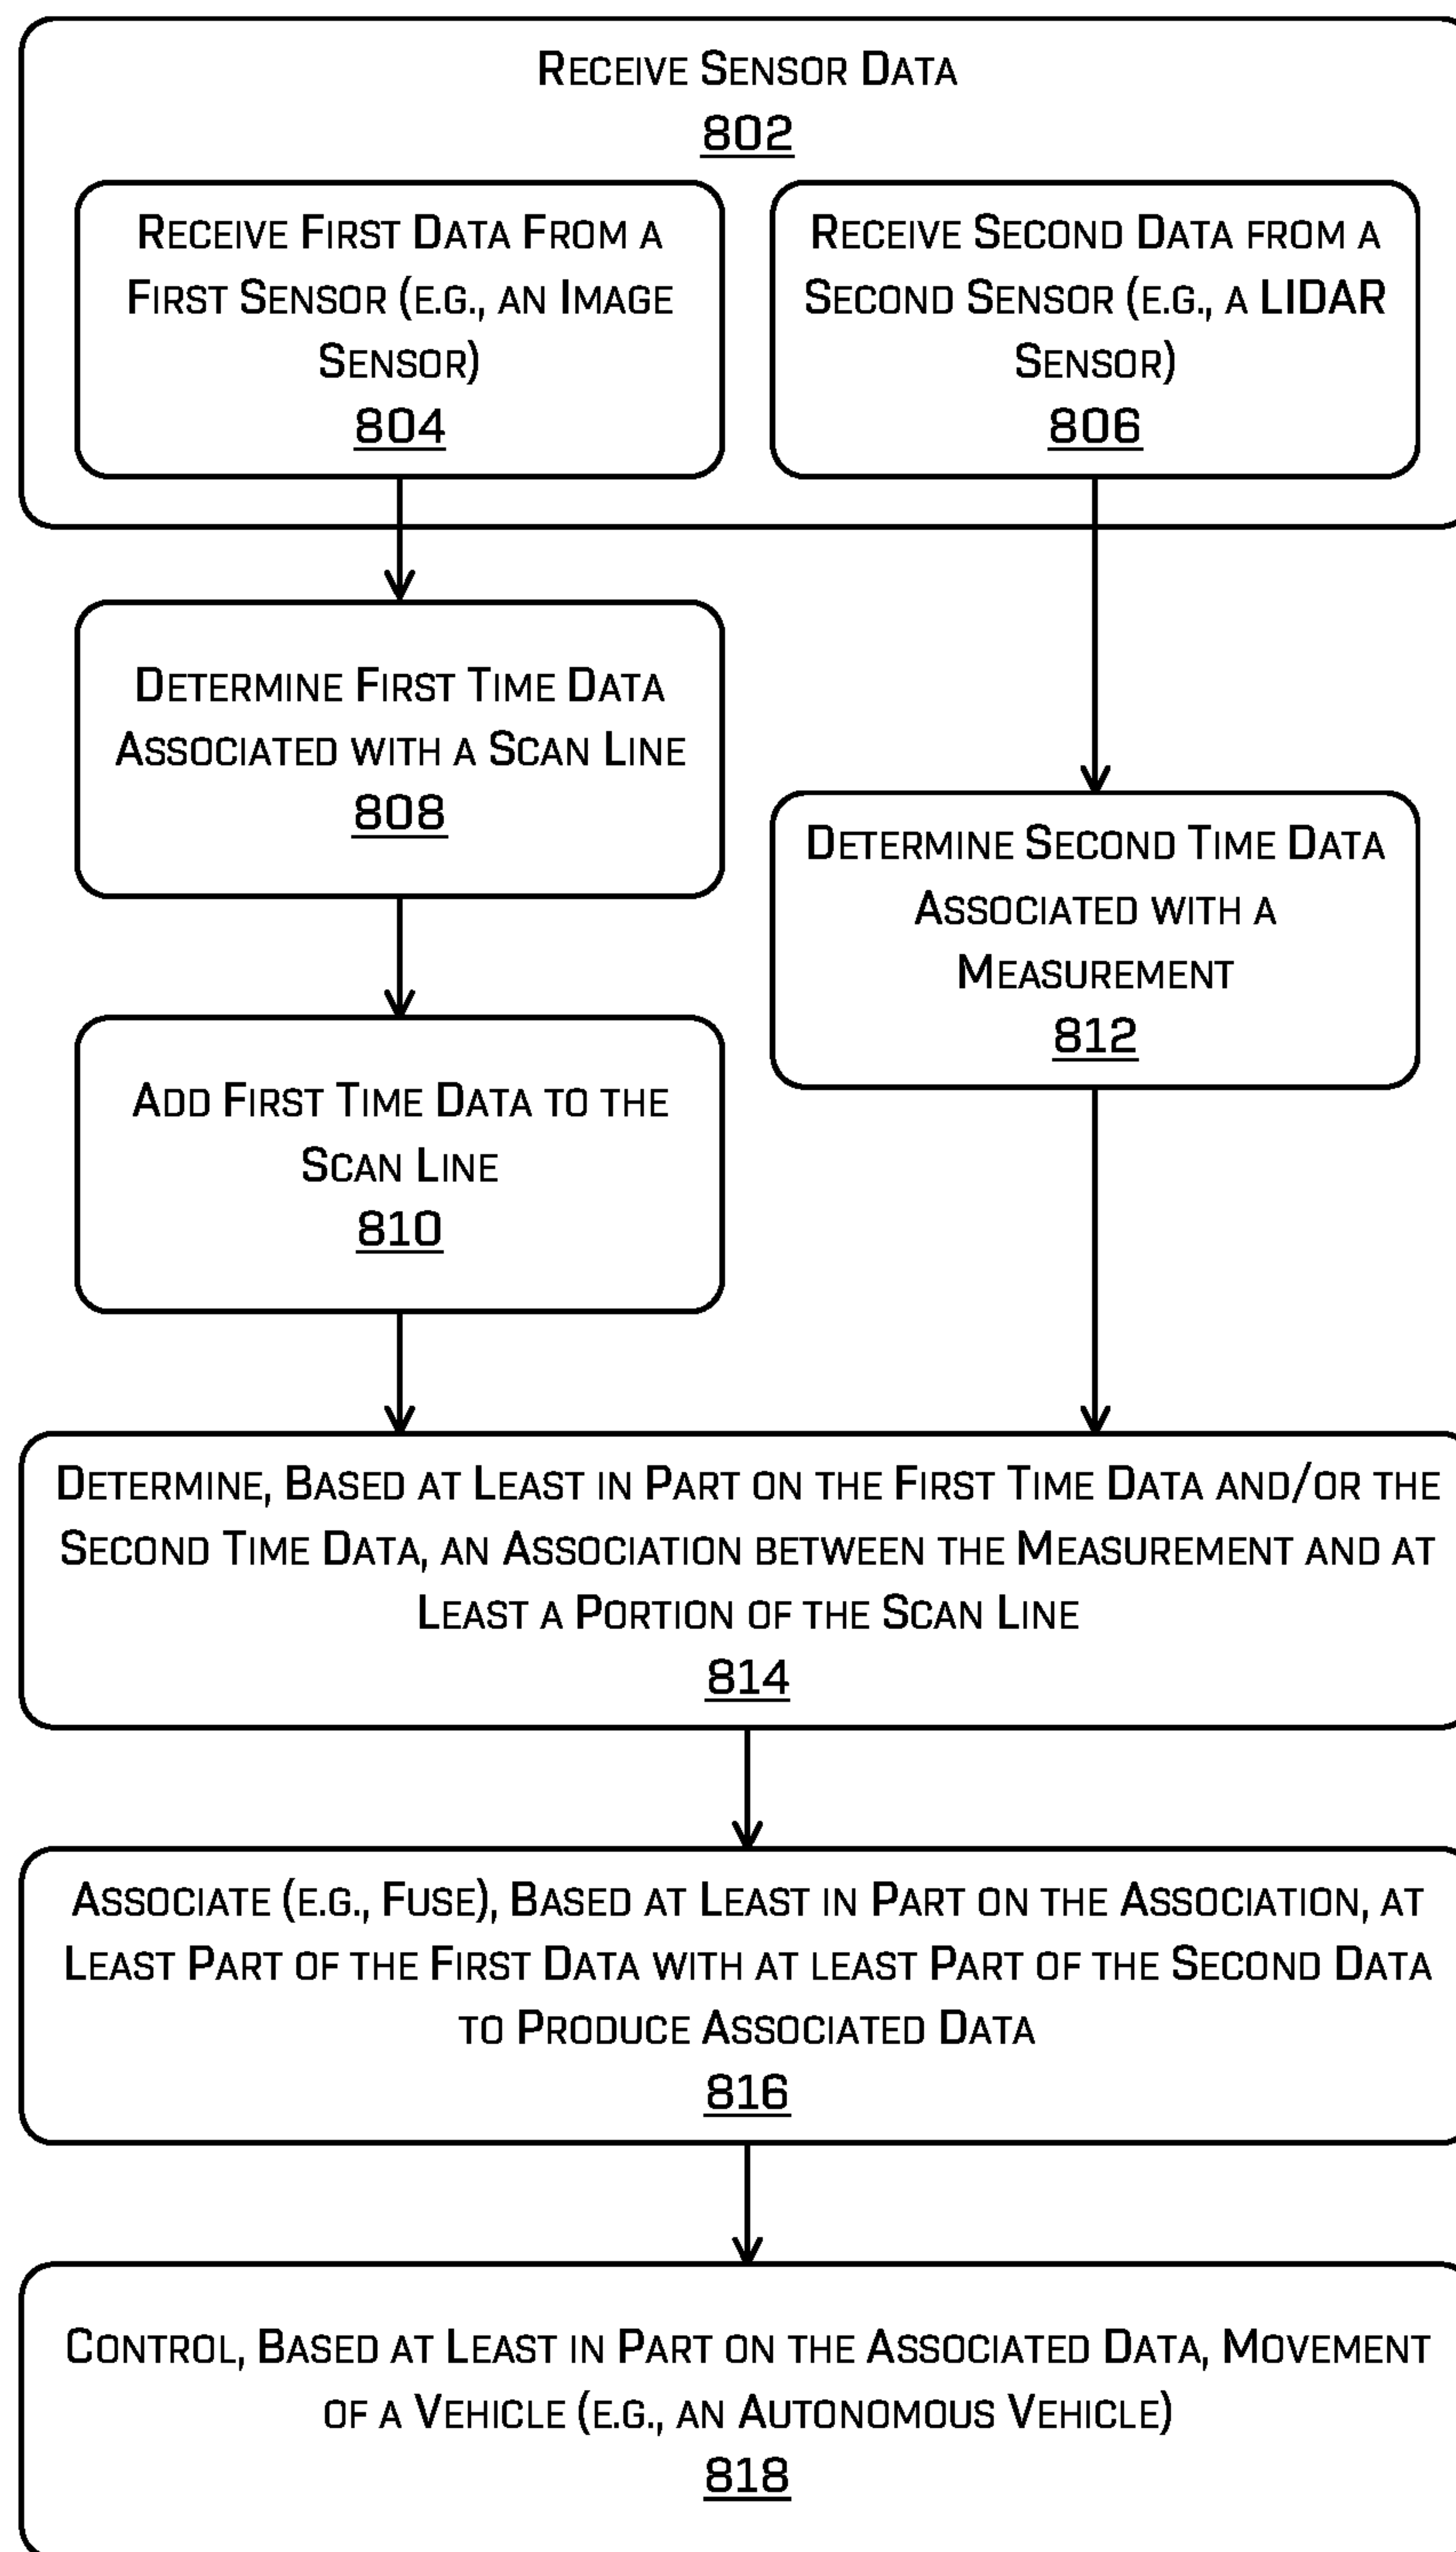 Receive Sensor Data
802
Receive First Data From a
First Sensor (e.g., an Image
Sensor)
804
Receive Second Data from a
Second Sensor (e.g., a LIDAR
Sensor)
806
Determine First Time Data
Associated with a Scan Line
808
Add First Time Data to the
Scan Line
810
Determine Second Time Data
Associated with a
Measurement
812
Determine, Based at Least in Part on the First Time Data and/or the
Second Time Data, an Association between the Measurement and at
Least a Portion of the Scan Line
814
Associate (e.g., Fuse), Based at Least in Part on the Association, at
Least Part of the First Data with at least Part of the Second Data
to Produce Associated Data
816
Control, Based at Least in Part on the Associated Data, Movement
of a Vehicle (e.g., an Autonomous Vehicle)
818